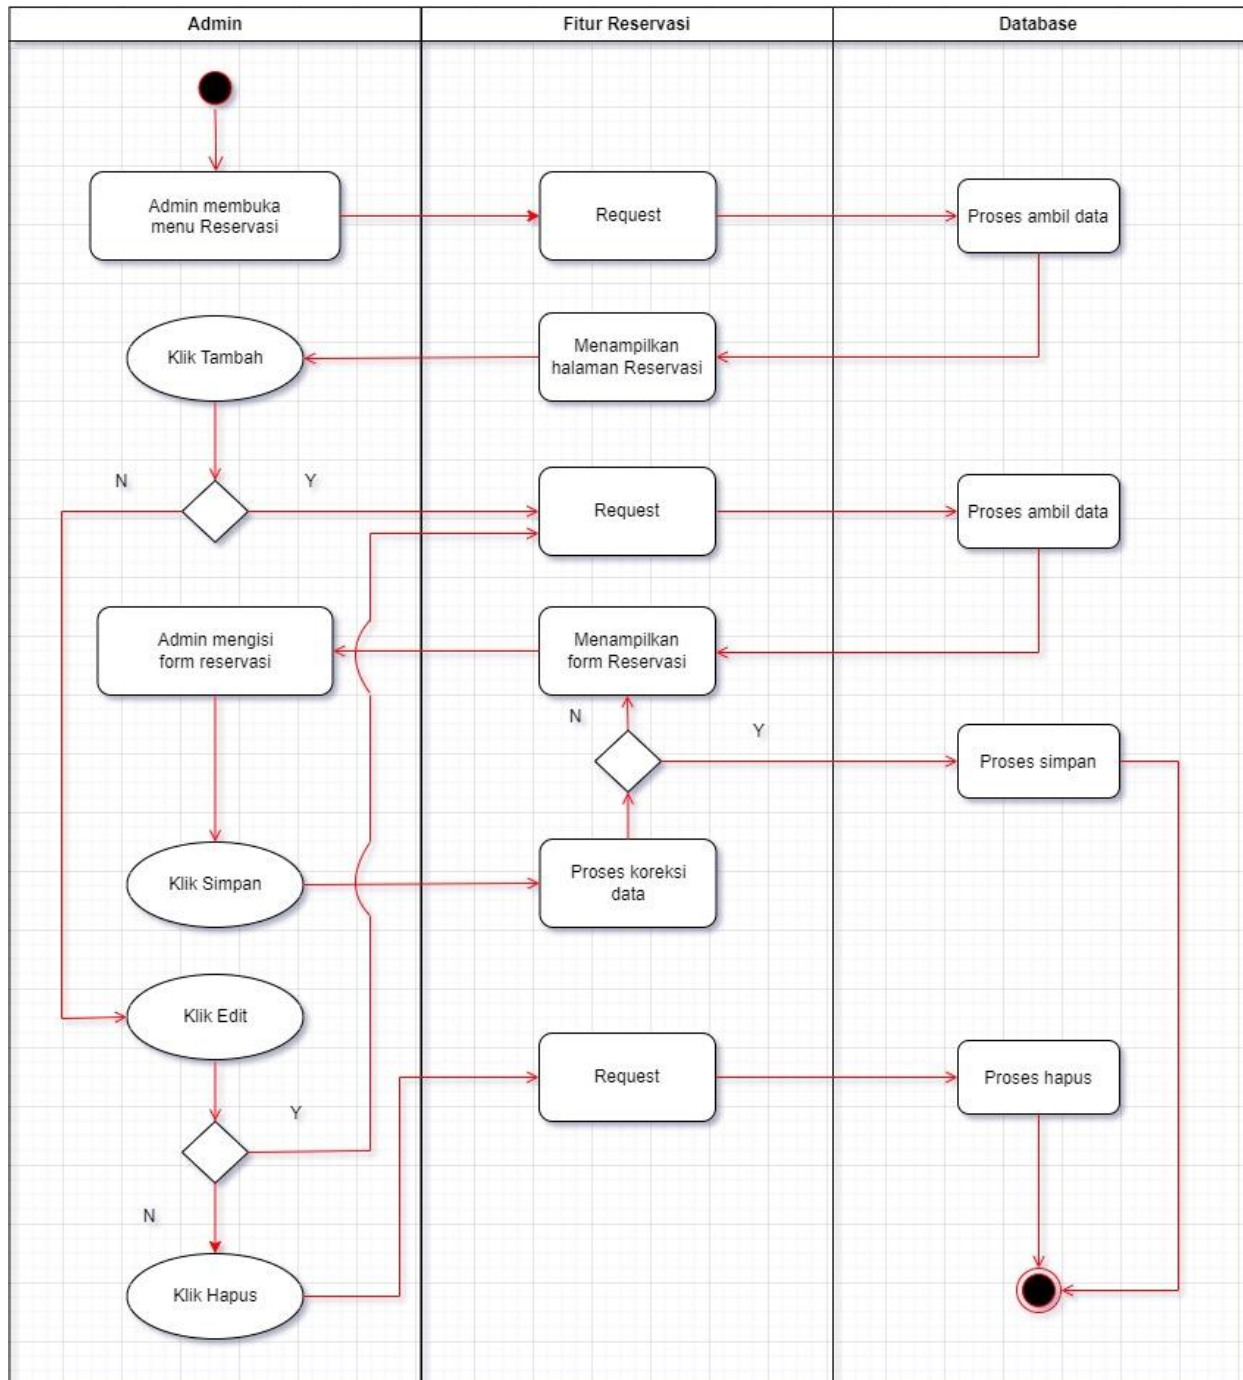 Admin
Fitur Reservasi
Database
Admin membuka
menu Reservasi
Request
Proses ambil data
Klik Tambah
Menampilkan
halaman Reservasi
N
Y
Request
Proses ambil data
Admin mengisi
form reservasi
Menampilkan
form Reservasi
N
Y
Proses simpan
Klik Simpan
Proses koreksi
data
Klik Edit
Request
Proses hapus
Y
N
Klik Hapus